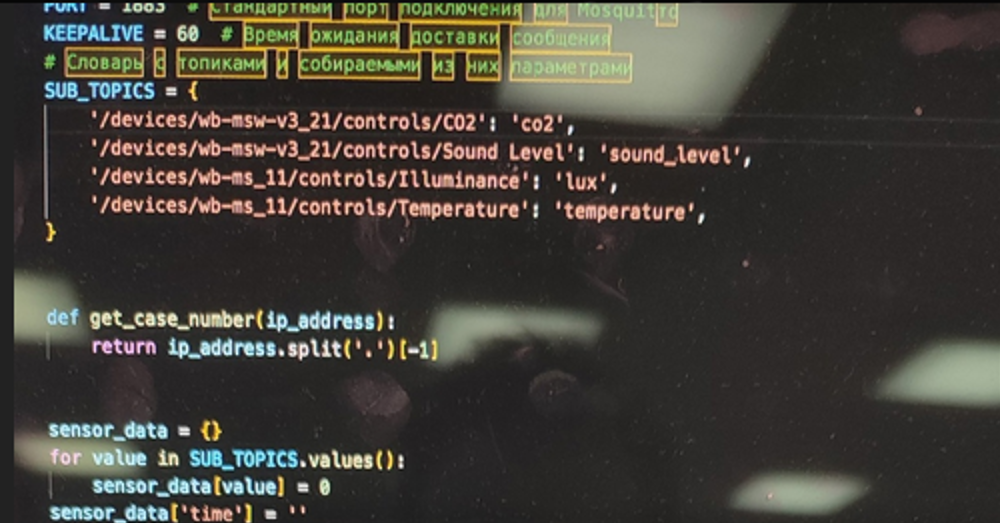 PORT = 1883 # Стандартный порт подключения для Mosquitto
KEEPALIVE = 60 # Время ожидания доставки сообщения
# Словарь с топиками и собираемыми из них параметрами
SUB_TOPICS = {
    '/devices/wb-msw-v3_21/controls/CO2': 'co2',
    '/devices/wb-msw-v3_21/controls/Sound Level': 'sound_level',
    '/devices/wb-ms_11/controls/Illuminance': 'lux',
    '/devices/wb-ms_11/controls/Temperature': 'temperature',
}
def get_case_number(ip_address):
    return ip_address.split('.')[-1]
sensor_data = {}
for value in SUB_TOPICS.values():
    sensor_data[value] = 0
sensor_data['time'] = ''